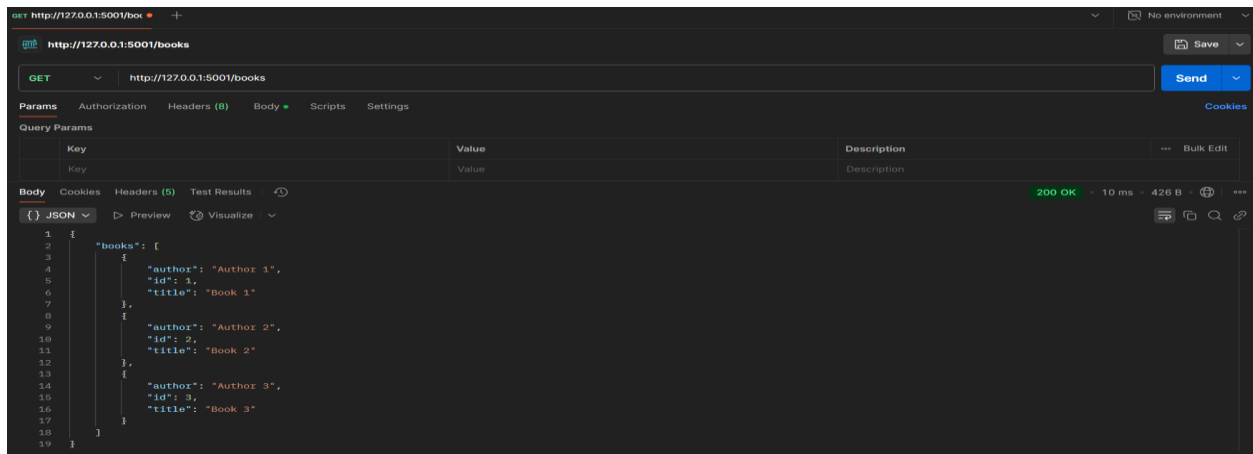 GET http://127.0.0.1:5001/boo
No environment
HTTP http://127.0.0.1:5001/books
Save
GET http://127.0.0.1:5001/books
Send
Params Authorization Headers (8) Body Scripts Settings
Cookies
Query Params
Key Value Description ••• Bulk Edit
Key Value Description
Body Cookies Headers (5) Test Results
200 OK • 10 ms • 426 B
{} JSON Preview Visualize
1 {
2 "books": [
3 {
4 "author": "Author 1",
5 "id": 1,
6 "title": "Book 1"
7 },
8 {
9 "author": "Author 2",
10 "id": 2,
11 "title": "Book 2"
12 },
13 {
14 "author": "Author 3",
15 "id": 3,
16 "title": "Book 3"
17 }
18 ]
19 }